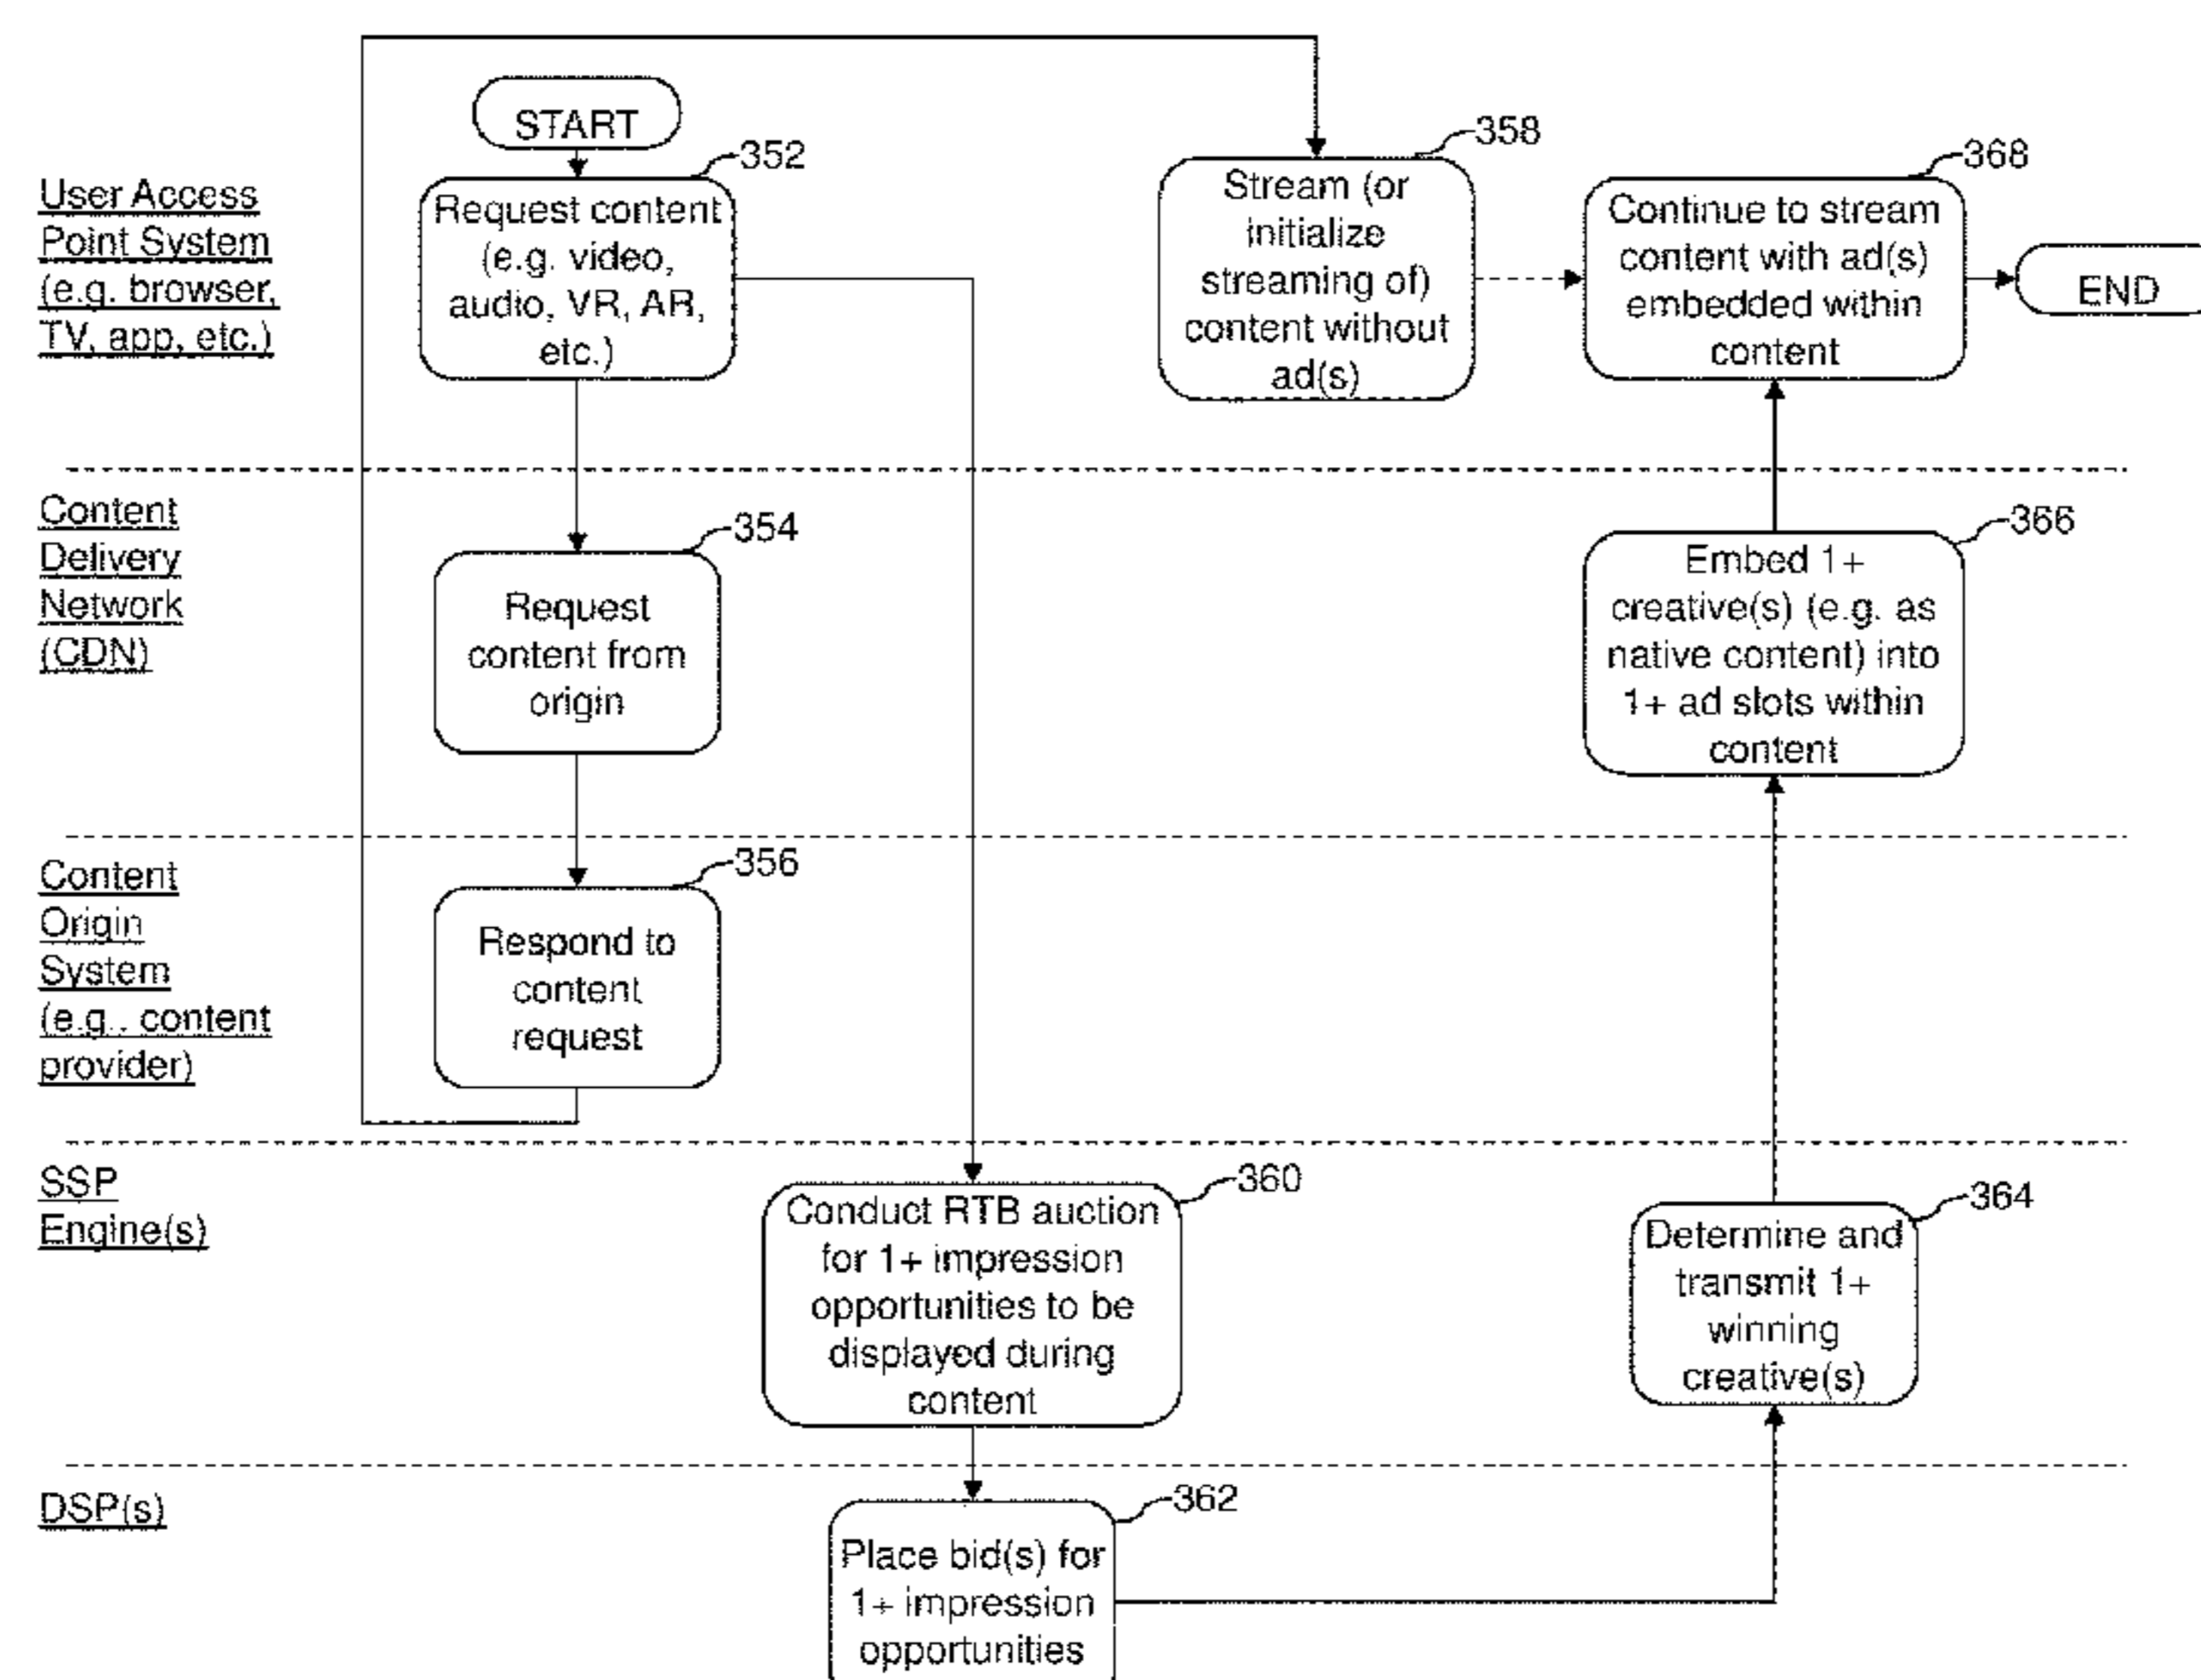 START
352
358
368
User Access
Point System
(e.g. browser,
TV, app, etc.)
Request content
(e.g. video,
audio, VR, AR,
etc.)
Stream (or
initialize
streaming of)
content without
ad(s)
Continue to stream
content with ad(s)
embedded within
content
END
Content
Delivery
Network
(CDN)
354
Request
content from
origin
366
Embed 1+
creative(s) (e.g. as
native content) into
1+ ad slots within
content
Content
Origin
System
(e.g., content
provider)
356
Respond to
content
request
SSP
Engine(s)
360
Conduct RTB auction
for 1+ impression
opportunities to be
displayed during
content
364
Determine and
transmit 1+
winning
creative(s)
DSP(s)
362
Place bid(s) for
1+ impression
opportunities